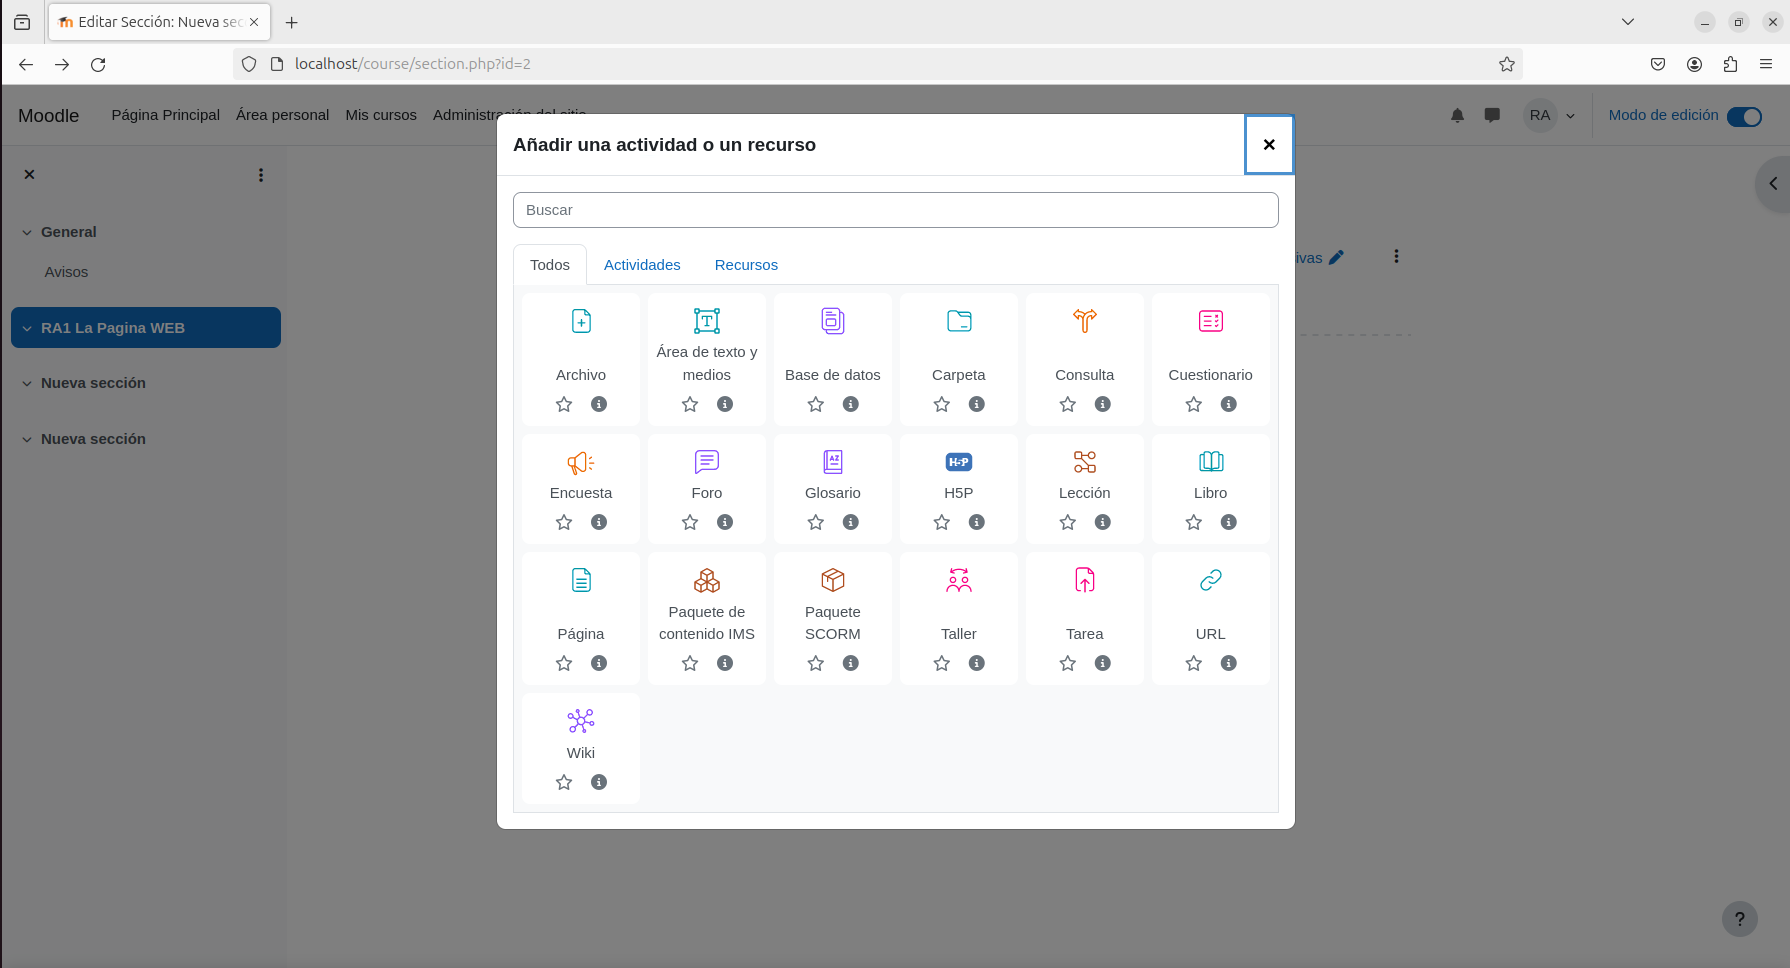 Editar Sección: Nueva sec
localhost/course/section.php?id=2
Moodle
Página Principal
Área personal
Mis cursos
Administración del sitio
RA
Modo de edición
General
Avisos
RA1 La Pagina WEB
Nueva sección
Nueva sección
Añadir una actividad o un recurso
Buscar
Todos
Actividades
Recursos
ivas
Archivo
Área de texto y
medios
Base de datos
Carpeta
Consulta
Cuestionario
Encuesta
Foro
Glosario
H5P
H5P
Lección
Libro
Página
Paquete de
contenido IMS
Paquete
SCORM
Taller
Tarea
URL
Wiki
?